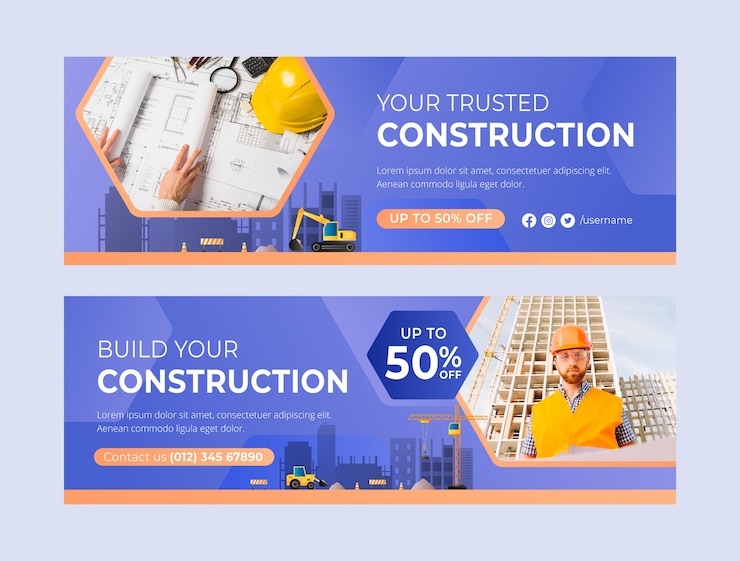 YOUR TRUSTED
CONSTRUCTION
Lorem ipsum dolor sit amet, consectetuer adipiscing elit.
Aenean commodo ligula eget dolor.
UP TO 50% OFF
/username
BUILD YOUR
CONSTRUCTION
Lorem ipsum dolor sit amet, consectetuer adipiscing elit.
Aenean commodo ligula eget dolor.
Contact us (012) 345 67890
UP TO
50%
OFF